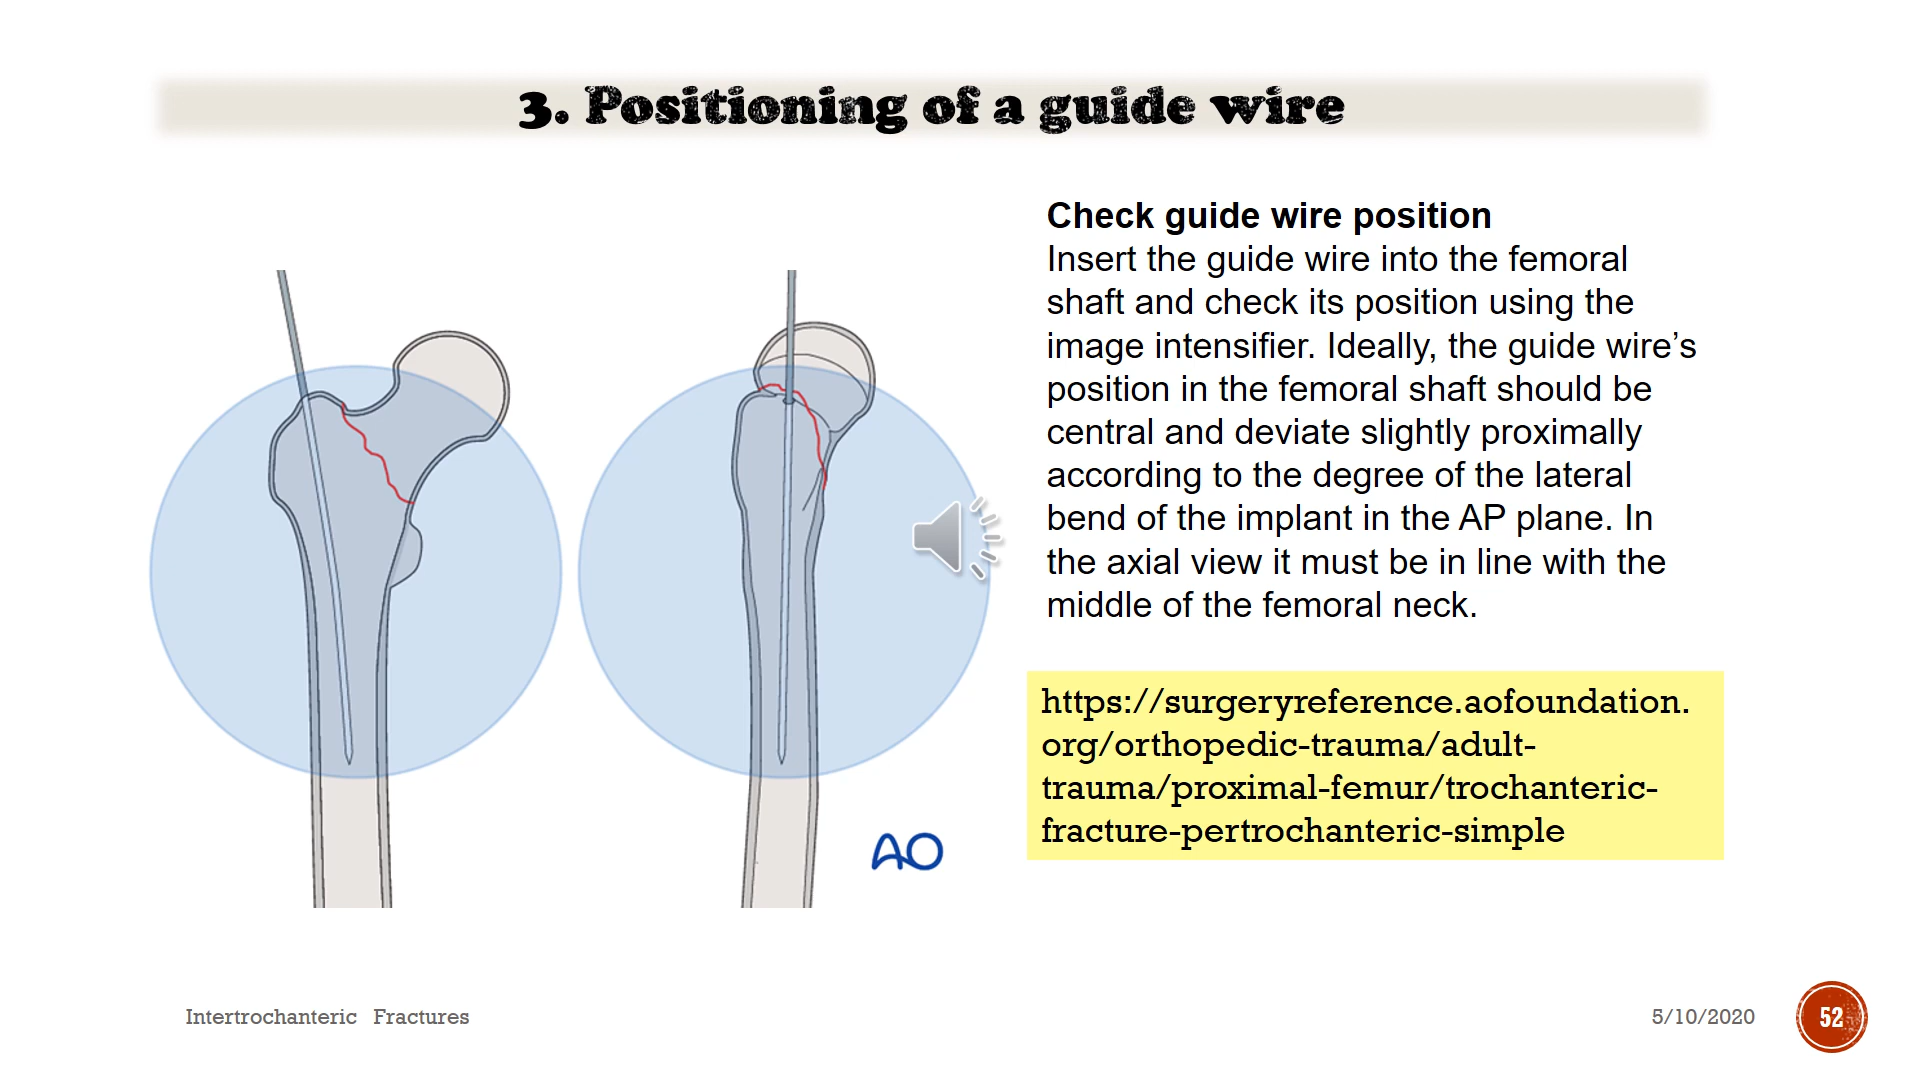 3. Positioning of a guide wire
Check guide wire position
Insert the guide wire into the femoral
shaft and check its position using the
image intensifier. Ideally, the guide wire’s
position in the femoral shaft should be
central and deviate slightly proximally
according to the degree of the lateral
bend of the implant in the AP plane. In
the axial view it must be in line with the
middle of the femoral neck.
https://surgeryreference.aofoundation.
org/orthopedic-trauma/adult-
trauma/proximal-femur/trochanteric-
fracture-pertrochanteric-simple
AO
Intertrochanteric Fractures
5/10/2020
52